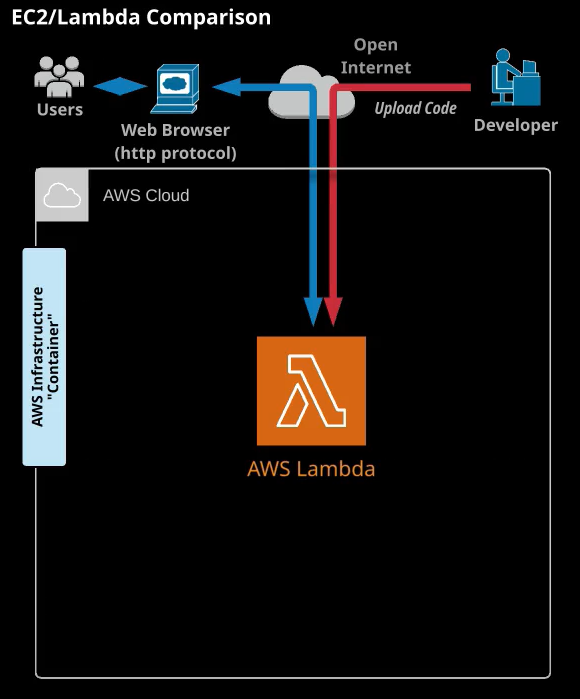 EC2/Lambda Comparison
Open
Internet
Users
Upload Code
Web Browser
(http protocol)
Developer
AWS Cloud
AWS Infrastructure
"Container"
AWS Lambda